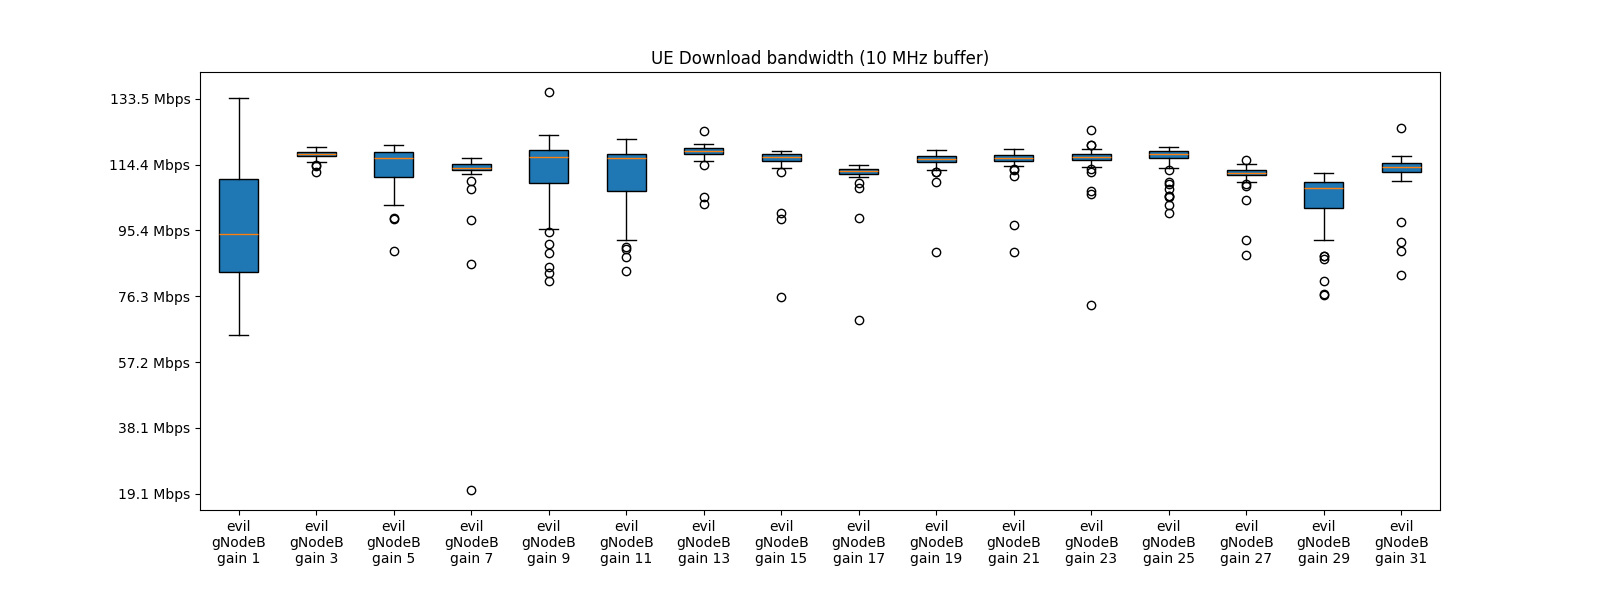 UE Download bandwidth (10 MHz buffer)
133.5 Mbps
114.4 Mbps
95.4 Mbps
76.3 Mbps
57.2 Mbps
38.1 Mbps
19.1 Mbps
evil
gNodeB
gain 1
evil
gNodeB
gain 3
evil
gNodeB
gain 5
evil
gNodeB
gain 7
evil
gNodeB
gain 9
evil
gNodeB
gain 11
evil
gNodeB
gain 13
evil
gNodeB
gain 15
evil
gNodeB
gain 17
evil
gNodeB
gain 19
evil
gNodeB
gain 21
evil
gNodeB
gain 23
evil
gNodeB
gain 25
evil
gNodeB
gain 27
evil
gNodeB
gain 29
evil
gNodeB
gain 31